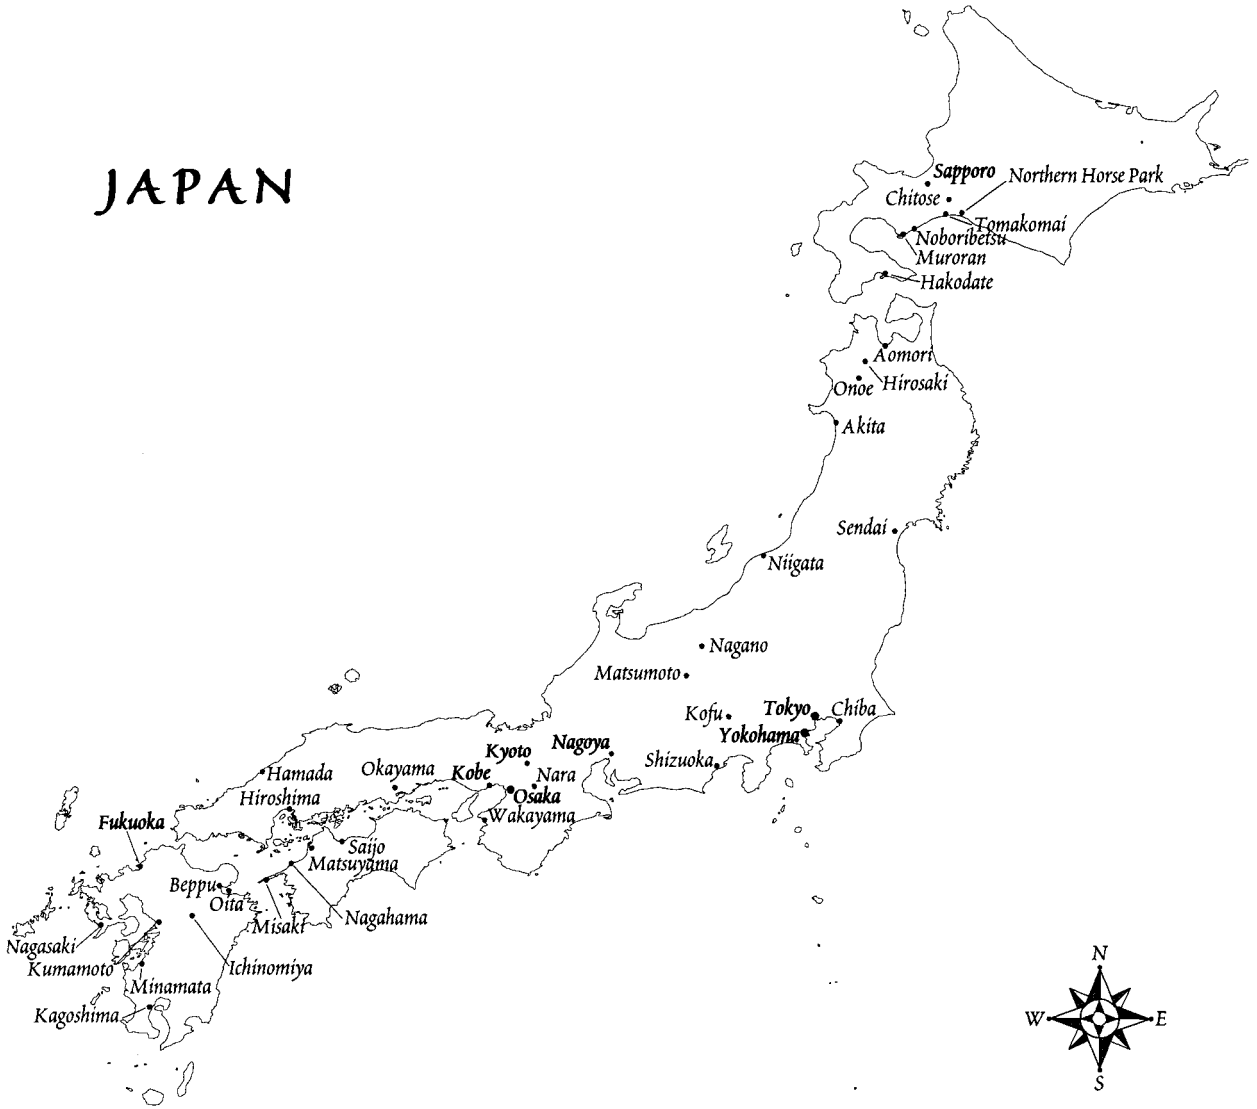 JAPAN
Sapporo
Northern Horse Park
Chitose
Tomakomai
Noboribetsu
Muroran
Hakodate
Aomori
Hirosaki
Onoe
Akita
Sendai
Niigata
Nagano
Matsumoto
Kofu
Tokyo
Chiba
Yokohama
Nagoya
Kyoto
Shizuoka
Okayama
Kobe
Nara
Hamada
Hiroshima
Osaka
Wakayama
Fukuoka
Saijo
Matsuyama
Beppu
Oita
Misaki
Nagahama
Nagasaki
Kumamoto
Ichinomiya
Minamata
Kagoshima
N
W E
S